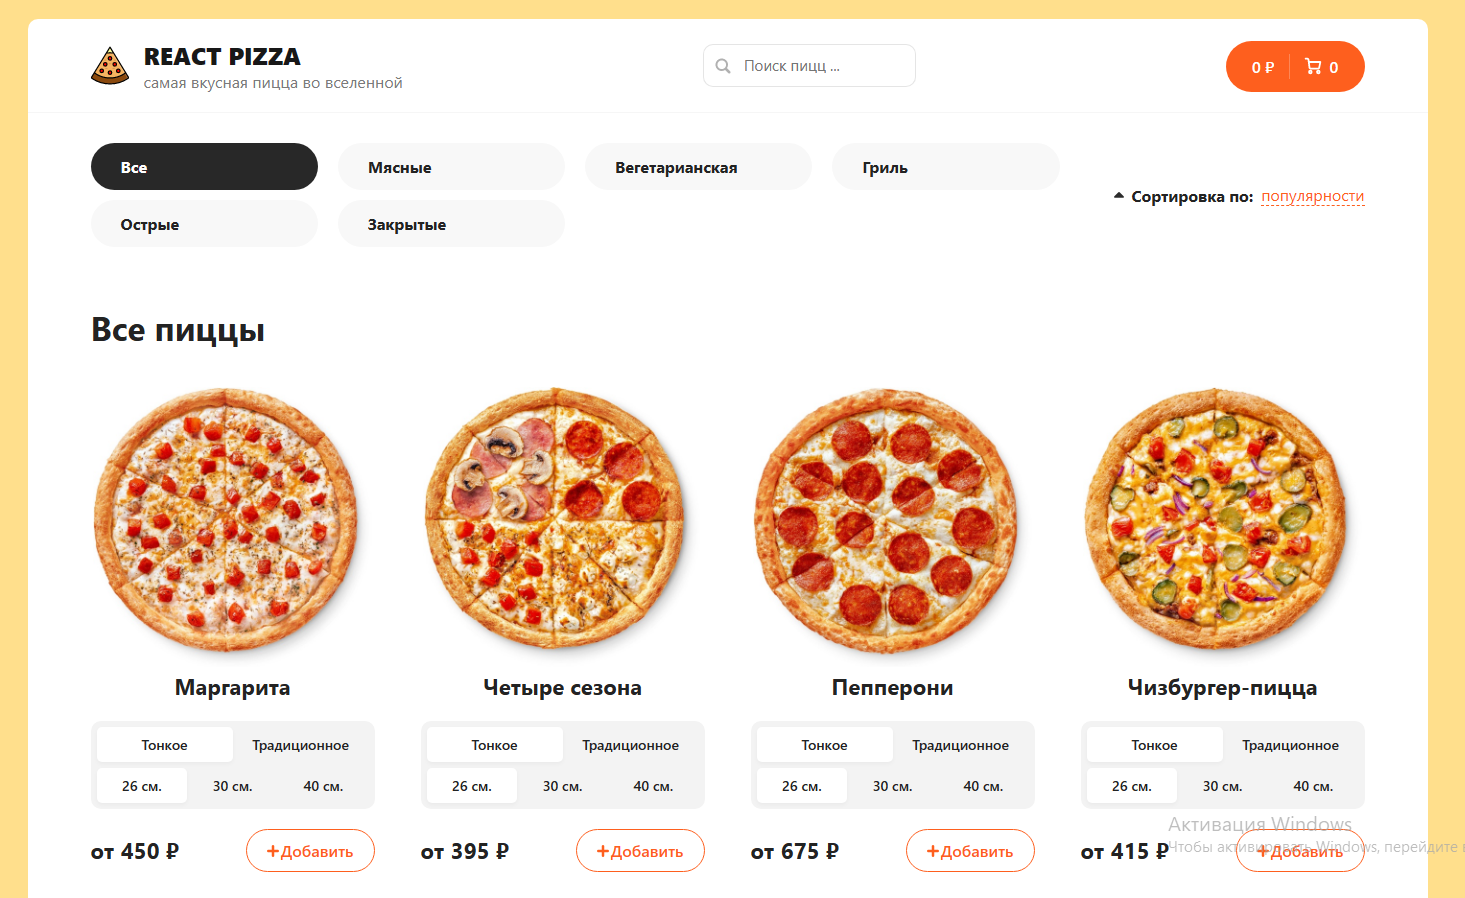 REACT PIZZA
самая вкусная пицца во вселенной
Поиск пицц ...
0 ₽ 0
Все Мясные Вегетарианская Гриль
Острые Закрытые
Сортировка по: популярности
Все пиццы
Маргарита Четыре сезона Пепперони Чизбургер-пицца
Тонкое Традиционное Тонкое Традиционное Тонкое Традиционное Тонкое Традиционное
26 см. 30 см. 40 см. 26 см. 30 см. 40 см. 26 см. 30 см. 40 см. 26 см. 30 см. 40 см.
от 450 ₽ +Добавить от 395 ₽ +Добавить от 675 ₽ +Добавить от 415 ₽ +Добавить
Активация Windows
Чтобы активировать Windows, перейдите в